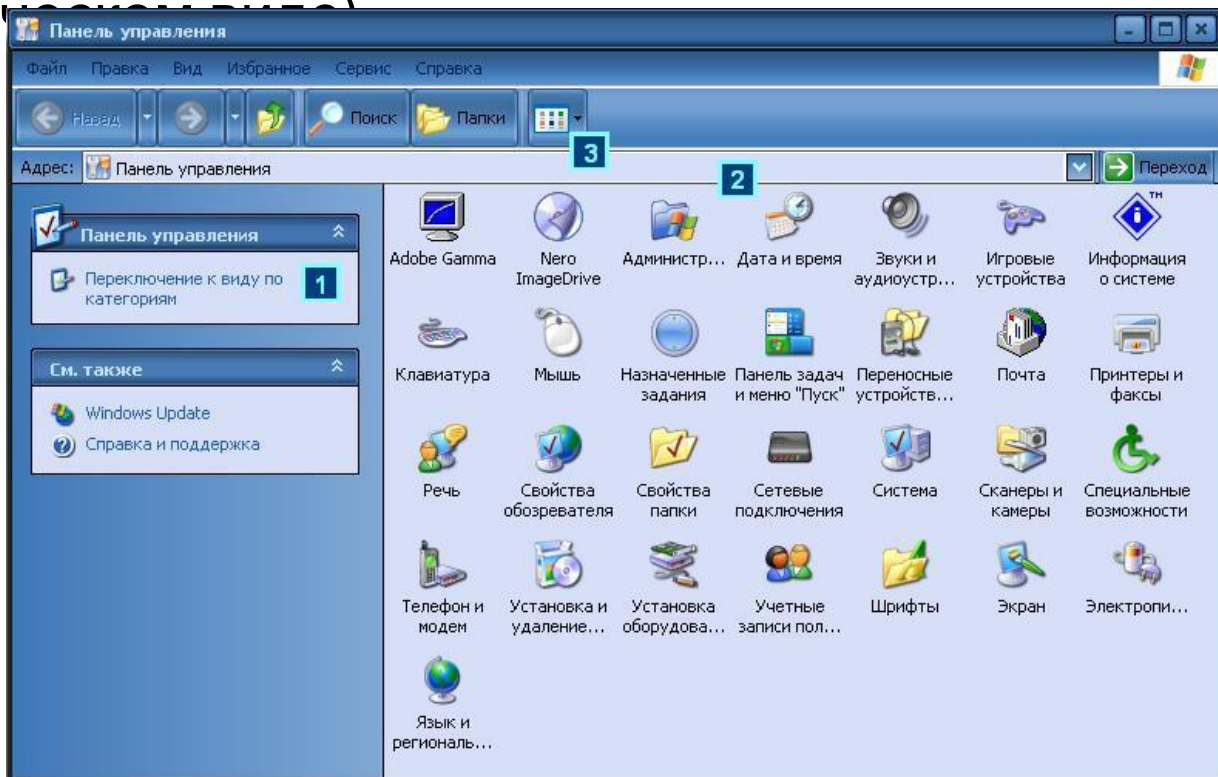 ческом виде)
Панель управления
Файл Правка Вид Избранное Сервис Справка
Назад Поиск Папки
3
Адрес: Панель управления Переход
2
Панель управления
Переключение к виду по
категориям
1
См. также
Windows Update
Справка и поддержка
Adobe Gamma Nero Администр... Дата и время Звуки и Игровые Информация
ImageDrive аудиоустр... устройства о системе
TM
Клавиатура Мышь Назначенные Панель задач Переносные Почта Принтеры и
задания и меню "Пуск" устройств... факсы
Речь Свойства Свойства Сетевые Система Сканеры и Специальные
обозревателя папки подключения камеры возможности
Телефон и Установка и Установка Учетные Шрифты Экран Электропи...
модем удаление... оборудова... записи пол...
Язык и
региональ...